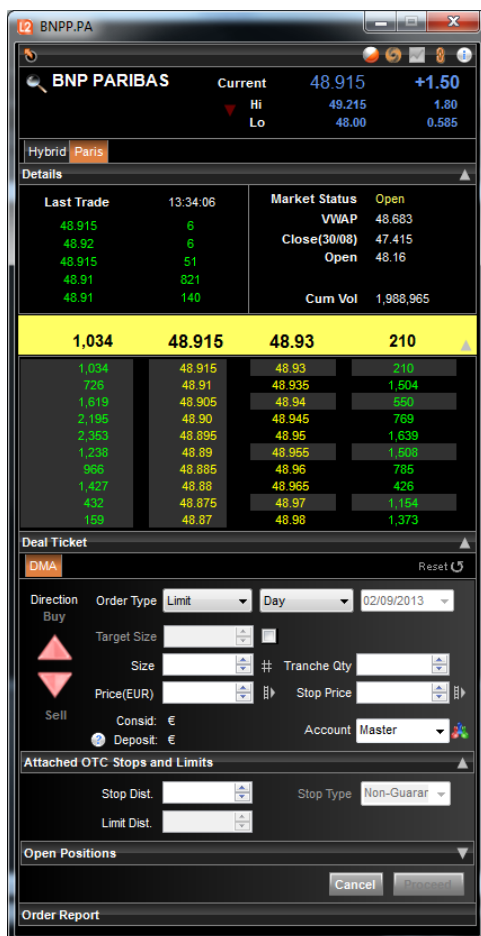 L2 BNPP.PA
BNP PARIBAS Current 48.915 +1.50
Hi 49.215 1.80
Lo 48.00 0.585
Hybrid Paris
Details
Last Trade 13:34:06 Market Status Open
48.915 6 VWAP 48.683
48.92 6 Close(30/08) 47.415
48.915 51 Open 48.16
48.91 821
48.91 140 Cum Vol 1,988,965
1,034 48.915 48.93 210
1,034 48.915 48.93 210
726 48.91 48.935 1,504
1,619 48.905 48.94 550
2,195 48.90 48.945 769
2,353 48.895 48.95 1,639
1,238 48.89 48.955 1,508
966 48.885 48.96 785
1,427 48.88 48.965 426
432 48.875 48.97 1,154
159 48.87 48.98 1,373
Deal Ticket
DMA Reset
Direction Order Type Limit Day 02/09/2013
Buy
Target Size
Size # Tranche Qty
Price(EUR) Stop Price
Sell
Consid: € Account Master
? Deposit: €
Attached OTC Stops and Limits
Stop Dist. Stop Type Non-Guarar
Limit Dist.
Open Positions
Cancel Proceed
Order Report